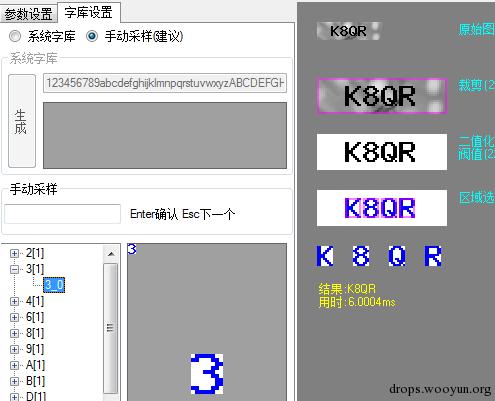 参数设置 字库设置
系统字库 手动采样(建议)
系统字库
生成
123456789abcdefghijklmnpqrstuvwxyzABCDEFGH
手动采样
Enter确认 Esc下一个
2[1]
3[1]
3_0
4[1]
6[1]
8[1]
9[1]
A[1]
B[1]
D[1]
3
3
K8QR
原始图
K8QR
裁剪(2
K8QR
二值化
阀值(2
K8QR
区域选
K 8 Q R
结果:K8QR
用时:6.0004ms
drops.wooyun.org